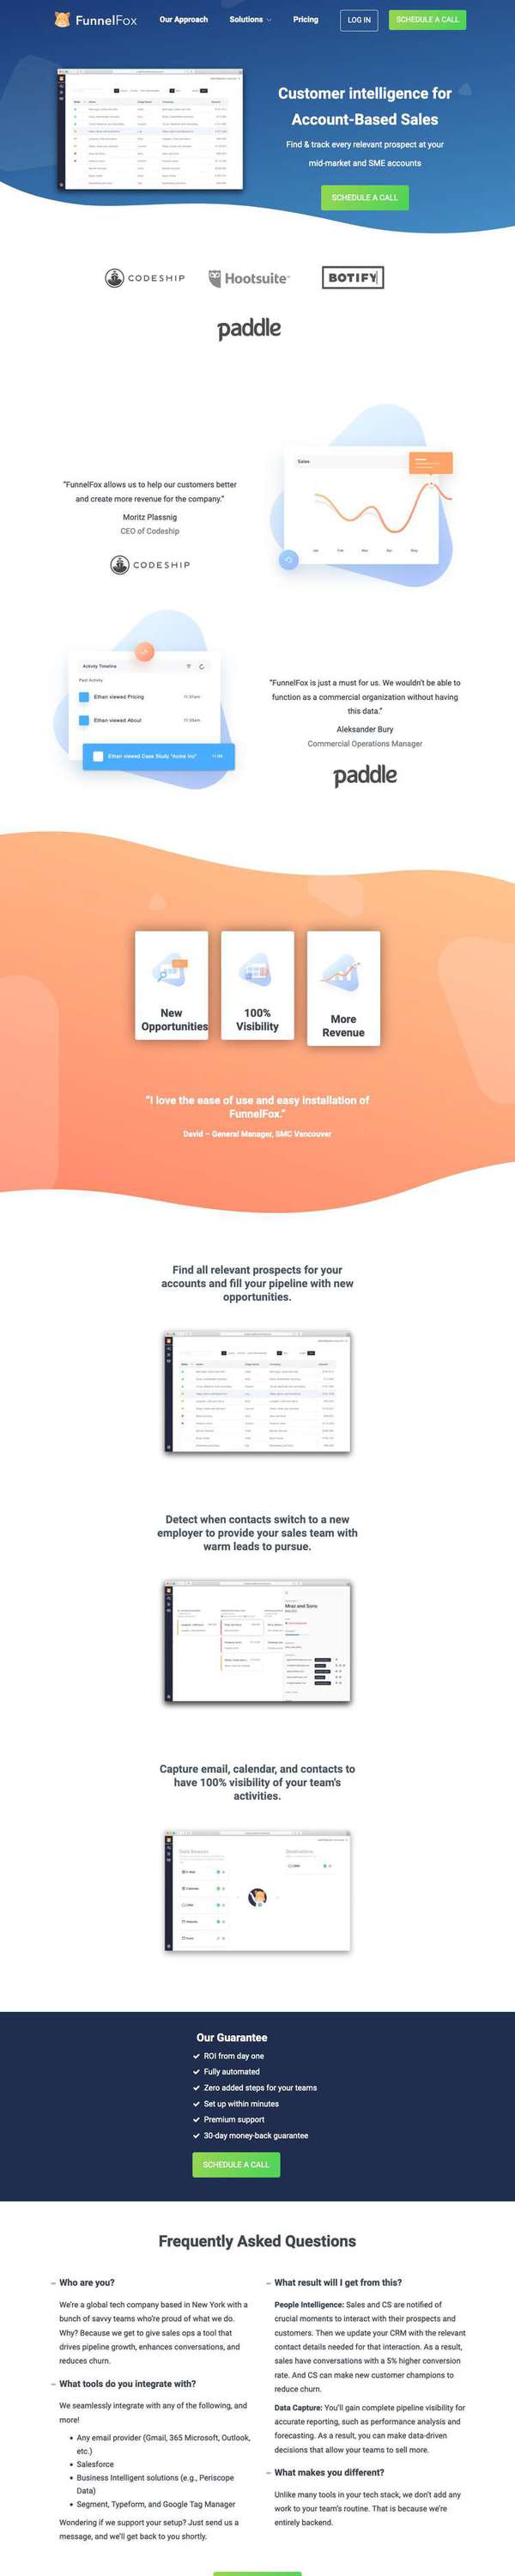 FunnelFox
Our Approach
Solutions
Pricing
LOG IN
SCHEDULE A CALL
Customer intelligence for
Account-Based Sales
Find & track every relevant prospect at your
mid-market and SME accounts
SCHEDULE A CALL
CODESHIP
Hootsuite
BOTIFY
paddle
"FunnelFox allows us to help our customers better
and create more revenue for the company."
Moritz Plassnig
CEO of Codeship
CODESHIP
Sales
Jan
Feb
Mar
Apr
May
Activity Timeline
Past Activity
Ethan viewed Pricing
Ethan viewed About
Ethan viewed Case Study "Acme Inc"
"FunnelFox is just a must for us. We wouldn't be able to
function as a commercial organization without having
this data."
Aleksander Bury
Commercial Operations Manager
paddle
New
Opportunities
100%
Visibility
More
Revenue
"I love the ease of use and easy installation of
FunnelFox."
David – General Manager, SMC Vancouver
Find all relevant prospects for your
accounts and fill your pipeline with new
opportunities.
Detect when contacts switch to a new
employer to provide your sales team with
warm leads to pursue.
Mraz and Sons
Capture email, calendar, and contacts to
have 100% visibility of your team's
activities.
Data Sources
Destinations
Our Guarantee
ROI from day one
Fully automated
Zero added steps for your teams
Set up within minutes
Premium support
30-day money-back guarantee
SCHEDULE A CALL
Frequently Asked Questions
– Who are you?
We're a global tech company based in New York with a
bunch of savvy teams who're proud of what we do.
Why? Because we get to give sales ops a tool that
drives pipeline growth, enhances conversations, and
reduces churn.
– What tools do you integrate with?
We seamlessly integrate with any of the following, and
more!
• Any email provider (Gmail, 365 Microsoft, Outlook,
etc.)
• Salesforce
• Business Intelligent solutions (e.g., Periscope
Data)
• Segment, Typeform, and Google Tag Manager
Wondering if we support your setup? Just send us a
message, and we'll get back to you shortly.
– What result will I get from this?
People Intelligence: Sales and CS are notified of
crucial moments to interact with their prospects and
customers. Then we update your CRM with the relevant
contact details needed for that interaction. As a result,
sales have conversations with a 5% higher conversion
rate. And CS can make new customer champions to
reduce churn.
Data Capture: You'll gain complete pipeline visibility for
accurate reporting, such as performance analysis and
forecasting. As a result, you can make data-driven
decisions that allow your teams to sell more.
– What makes you different?
Unlike many tools in your tech stack, we don't add any
work to your team's routine. That is because we're
entirely backend.